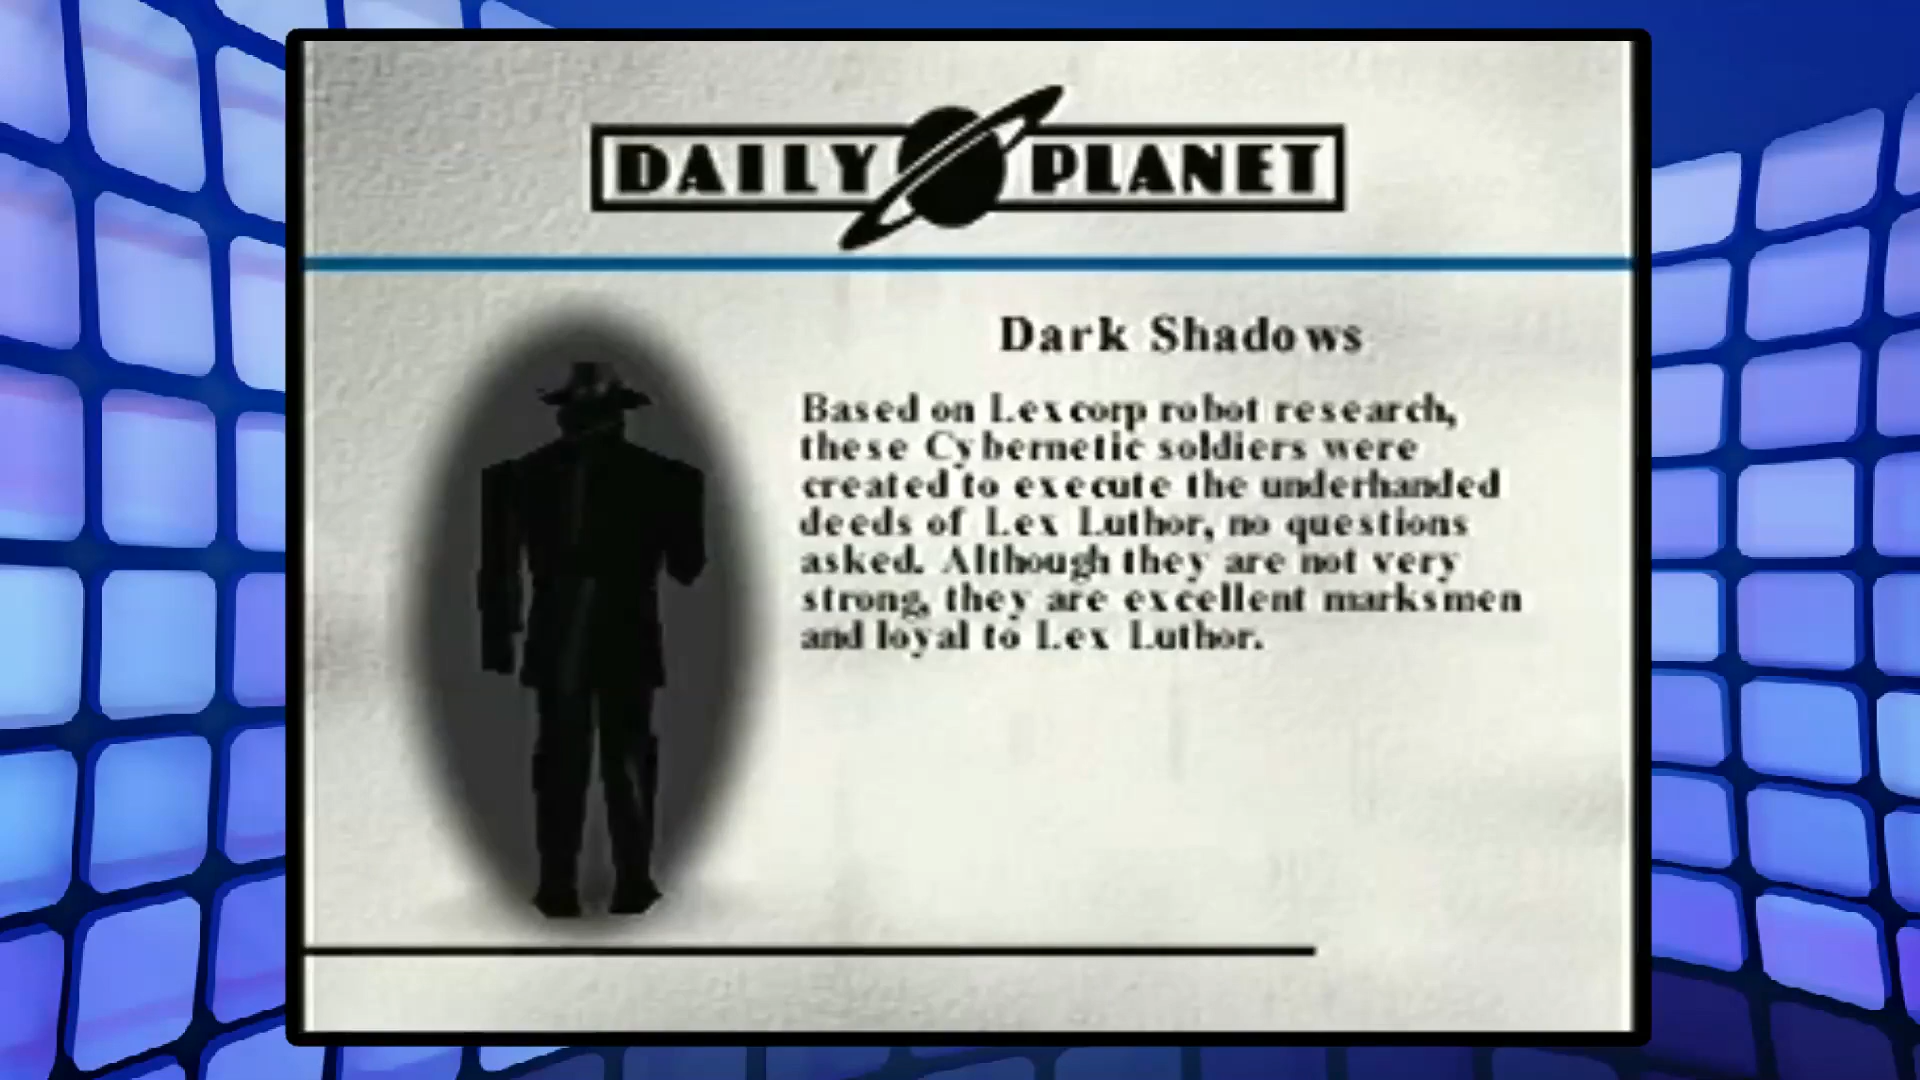 DAILY PLANET
Dark Shadows
Based on Lexcorp robot research,
these Cybernetic soldiers were
created to execute the underhanded
deeds of Lex Luthor, no questions
asked. Although they are not very
strong, they are excellent marksmen
and loyal to Lex Luthor.